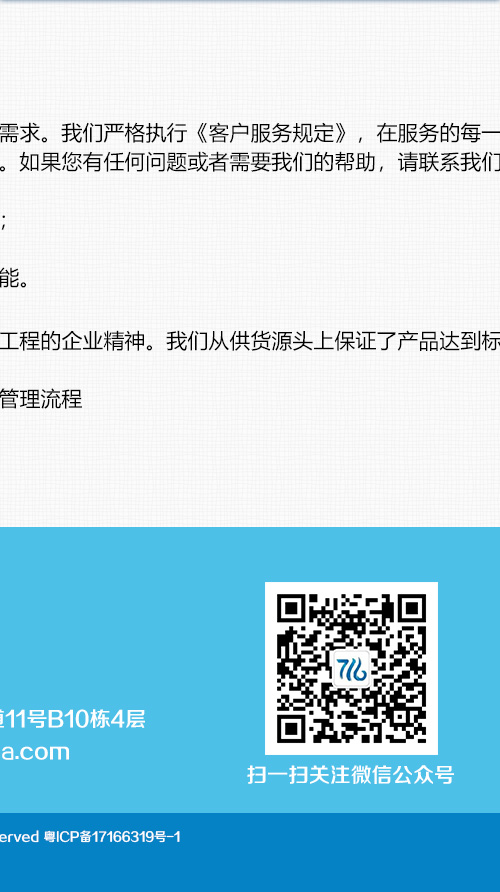 需求。我们严格执行《客户服务规定》，在服务的每一
。如果您有任何问题或者需要我们的帮助，请联系我们
；
能。
工程的企业精神。我们从供货源头上保证了产品达到标
管理流程
道11号B10栋4层
a.com
扫一扫关注微信公众号
erved 粤ICP备17166319号-1